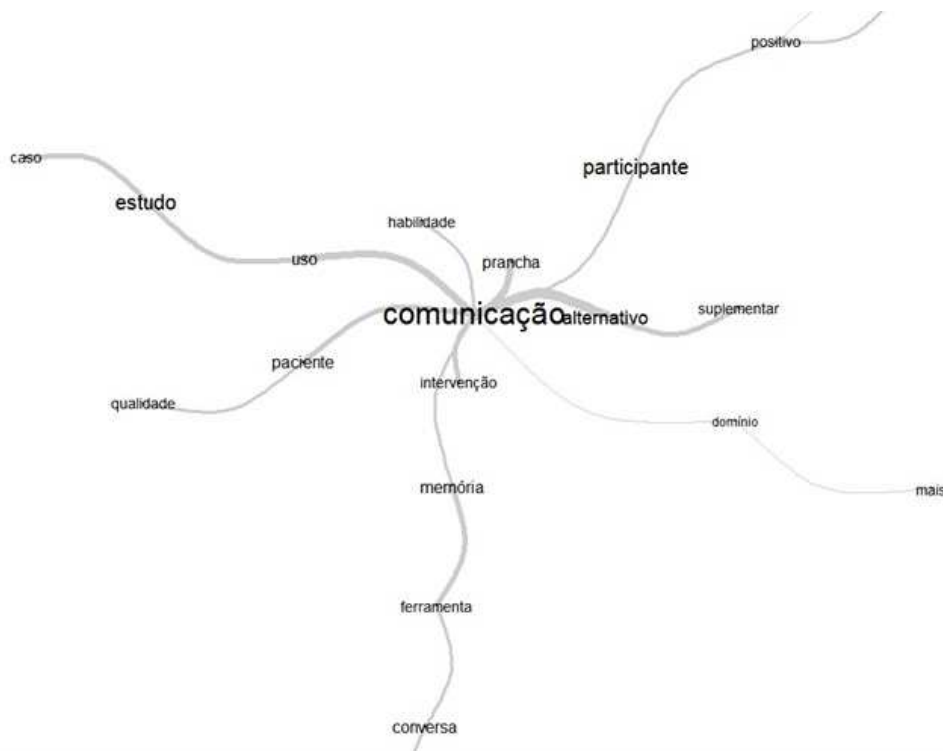 positivo
caso
participante
estudo
habilidade
uso
prancha
comunicação
alternativo
suplementar
paciente
intervenção
qualidade
domínio
memória
mais
ferramenta
conversa